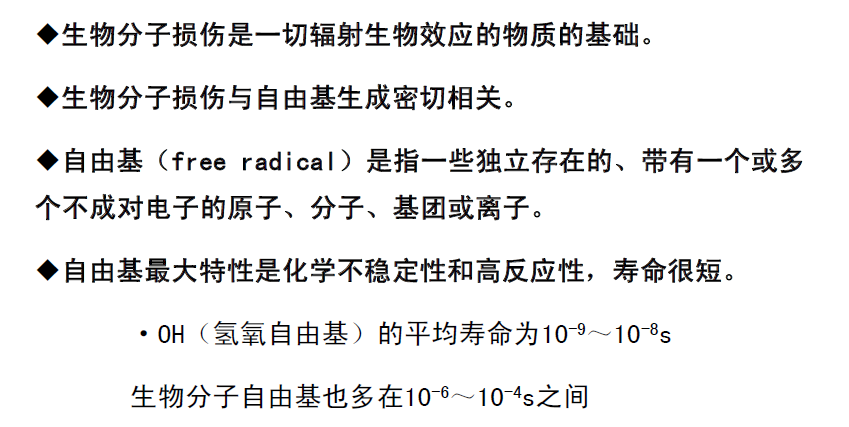 ◆生物分子损伤是一切辐射生物效应的物质的基础。
◆生物分子损伤与自由基生成密切相关。
◆自由基（free radical）是指一些独立存在的、带有一个或多
个不成对电子的原子、分子、基团或离子。
◆自由基最大特性是化学不稳定性和高反应性，寿命很短。
·OH（氢氧自由基）的平均寿命为10⁻⁹～10⁻⁸s
生物分子自由基也多在10⁻⁶～10⁻⁴s之间